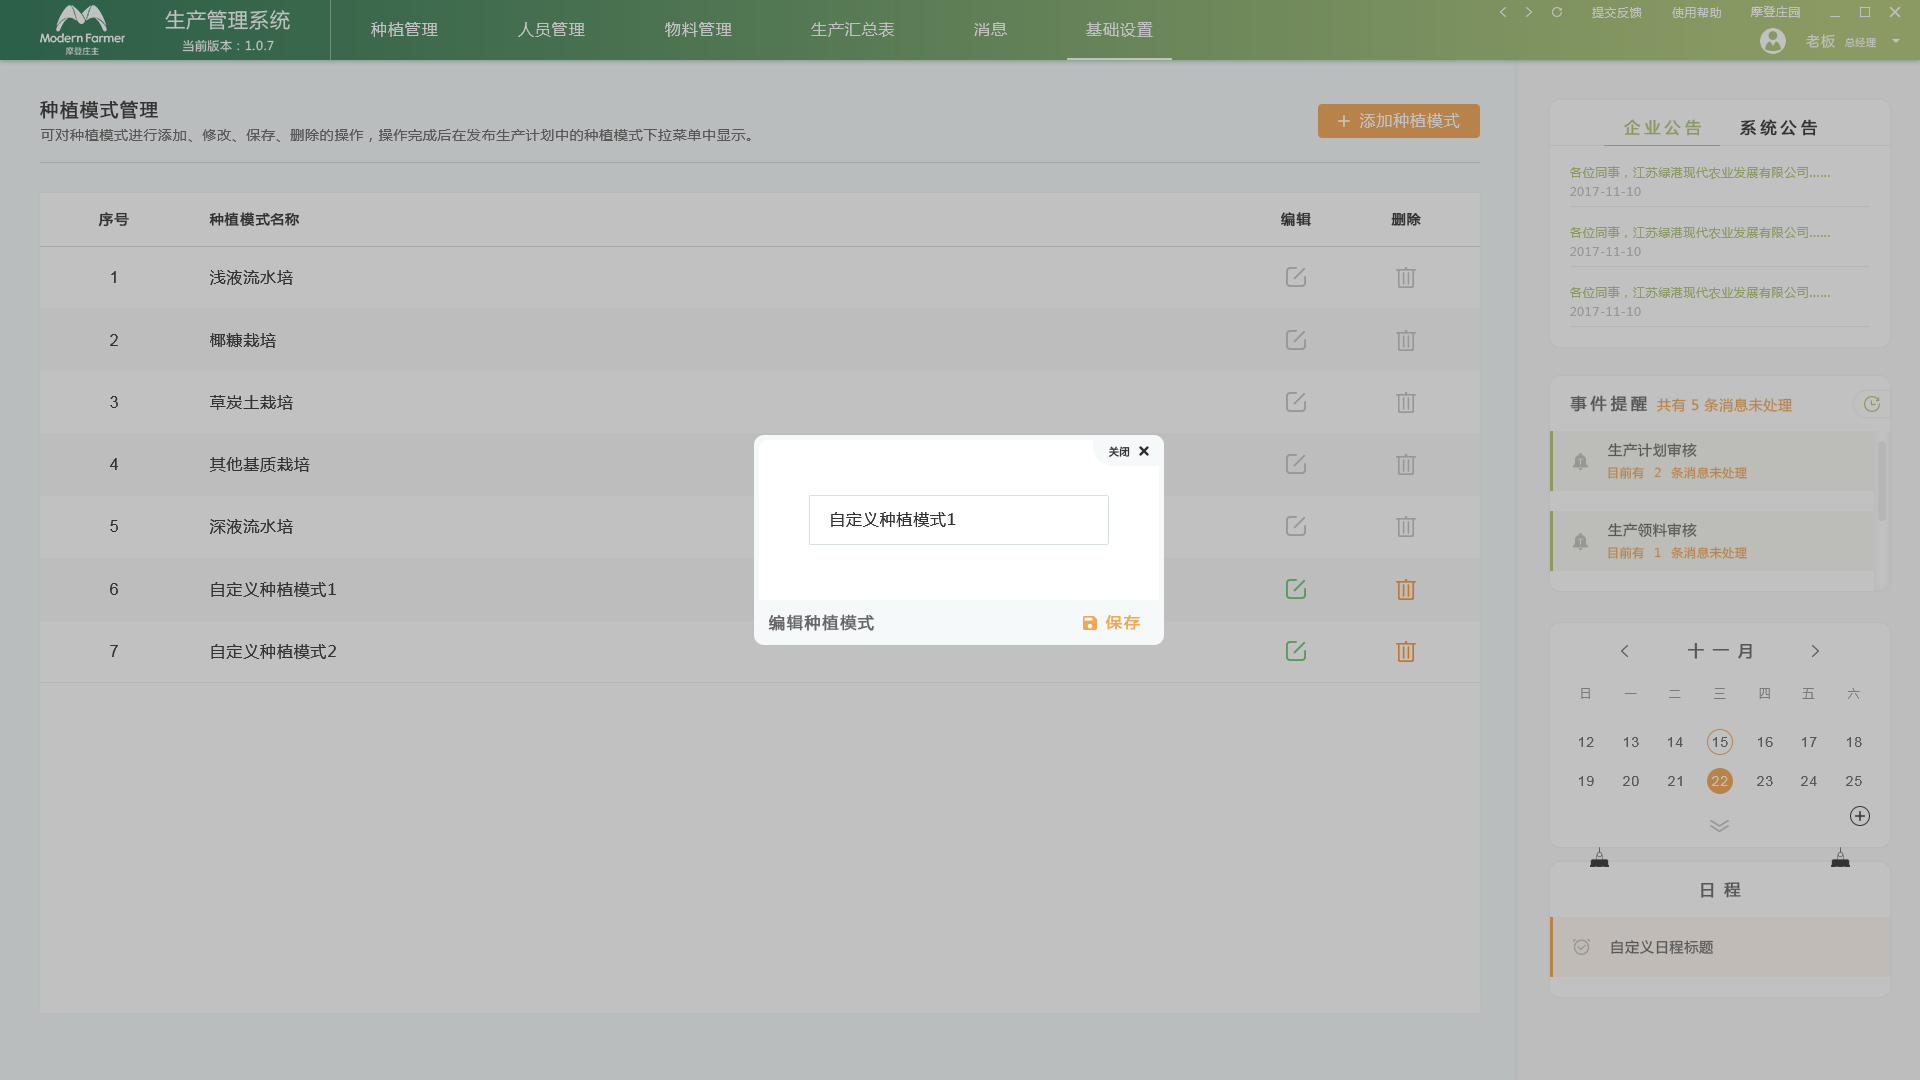 Modern Farmer
摩登庄主
生产管理系统
当前版本：1.0.7
种植管理
人员管理
物料管理
生产汇总表
消息
基础设置
提交反馈
使用帮助
摩登庄园
老板 总经理
种植模式管理
可对种植模式进行添加、修改、保存、删除的操作，操作完成后在发布生产计划中的种植模式下拉菜单中显示。
添加种植模式
序号 种植模式名称 编辑 删除
1 浅液流水培
2 椰糠栽培
3 草炭土栽培
4 其他基质栽培
5 深液流水培
6 自定义种植模式1
7 自定义种植模式2
关闭
自定义种植模式1
编辑种植模式
保存
企业公告 系统公告
各位同事，江苏绿港现代农业发展有限公司......
2017-11-10
各位同事，江苏绿港现代农业发展有限公司......
2017-11-10
各位同事，江苏绿港现代农业发展有限公司......
2017-11-10
事件提醒 共有 5 条消息未处理
生产计划审核
目前有 2 条消息未处理
生产领料审核
目前有 1 条消息未处理
十一月
日 一 二 三 四 五 六
12 13 14 15 16 17 18
19 20 21 22 23 24 25
日程
自定义日程标题